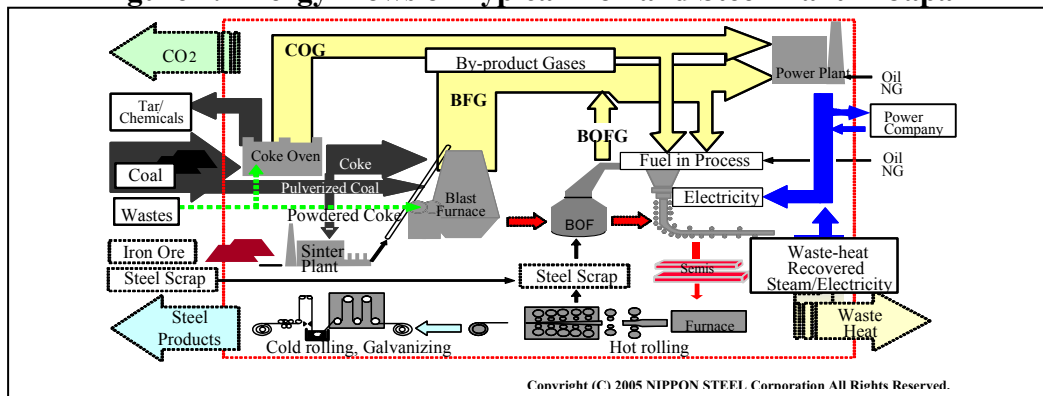 CO2
COG
By-product Gases
Power Plant
Oil
NG
Tar/
Chemicals
BFG
Power
Company
BOFG
Coke Oven
Coke
Fuel in Process
Oil
NG
Coal
Pulverized Coal
Blast
Furnace
Electricity
Wastes
Powdered Coke
BOF
Iron Ore
Sinter
Plant
Waste-heat
Recovered
Steam/Electricity
Steel Scrap
Steel Scrap
Semis
Steel
Products
Furnace
Waste
Heat
Cold rolling, Galvanizing
Hot rolling
Copyright (C) 2005 NIPPON STEEL Corporation All Rights Reserved.